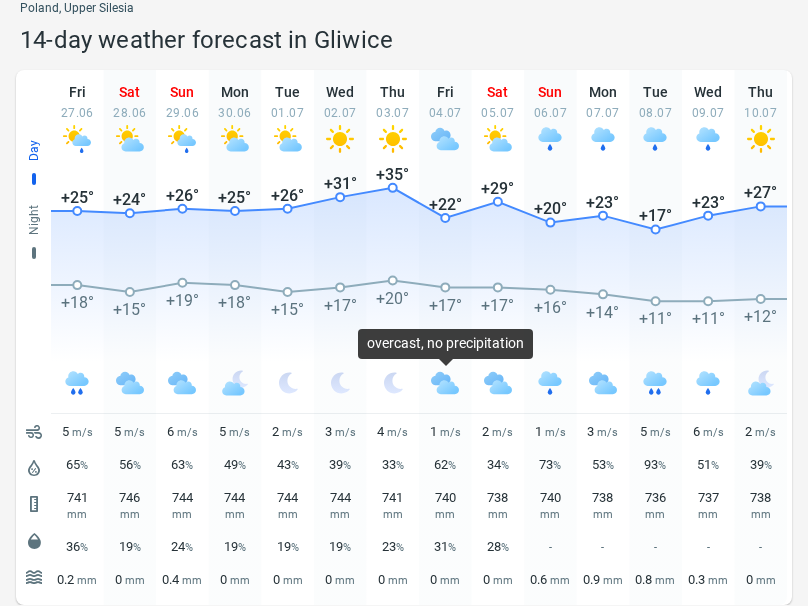 Poland, Upper Silesia
14-day weather forecast in Gliwice
Fri Sat Sun Mon Tue Wed Thu Fri Sat Sun Mon Tue Wed Thu
27.06 28.06 29.06 30.06 01.07 02.07 03.07 04.07 05.07 06.07 07.07 08.07 09.07 10.07
Day
+25° +24° +26° +25° +26° +31° +35° +22° +29° +20° +23° +17° +23° +27°
Night
+18° +15° +19° +18° +15° +17° +20° +17° +17° +16° +14° +11° +11° +12°
overcast, no precipitation
5 m/s 5 m/s 6 m/s 5 m/s 2 m/s 3 m/s 4 m/s 1 m/s 2 m/s 1 m/s 3 m/s 5 m/s 6 m/s 2 m/s
65% 56% 63% 49% 43% 39% 33% 62% 34% 73% 53% 93% 51% 39%
741 746 744 744 744 744 741 740 738 740 738 736 737 738
mm mm mm mm mm mm mm mm mm mm mm mm mm mm
36% 19% 24% 19% 19% 19% 23% 31% 28% - - - - -
0.2 mm 0 mm 0.4 mm 0 mm 0 mm 0 mm 0 mm 0 mm 0 mm 0.6 mm 0.9 mm 0.8 mm 0.3 mm 0 mm